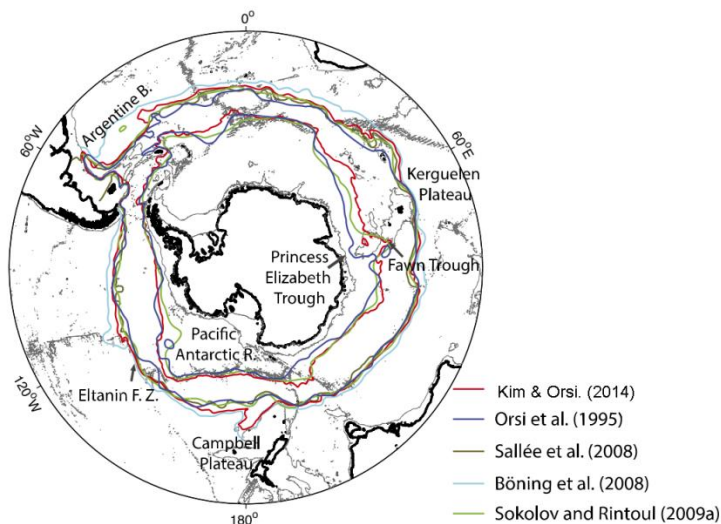 0°
Argentine B.
60°W
60°E
Kerguelen
Plateau
Princess
Elizabeth
Trough
Fawn Trough
Pacific
Antarctic R.
Eltanin F. Z.
120°W
Campbell
Plateau
180°
Kim & Orsi. (2014)
Orsi et al. (1995)
Sallée et al. (2008)
Böning et al. (2008)
Sokolov and Rintoul (2009a)